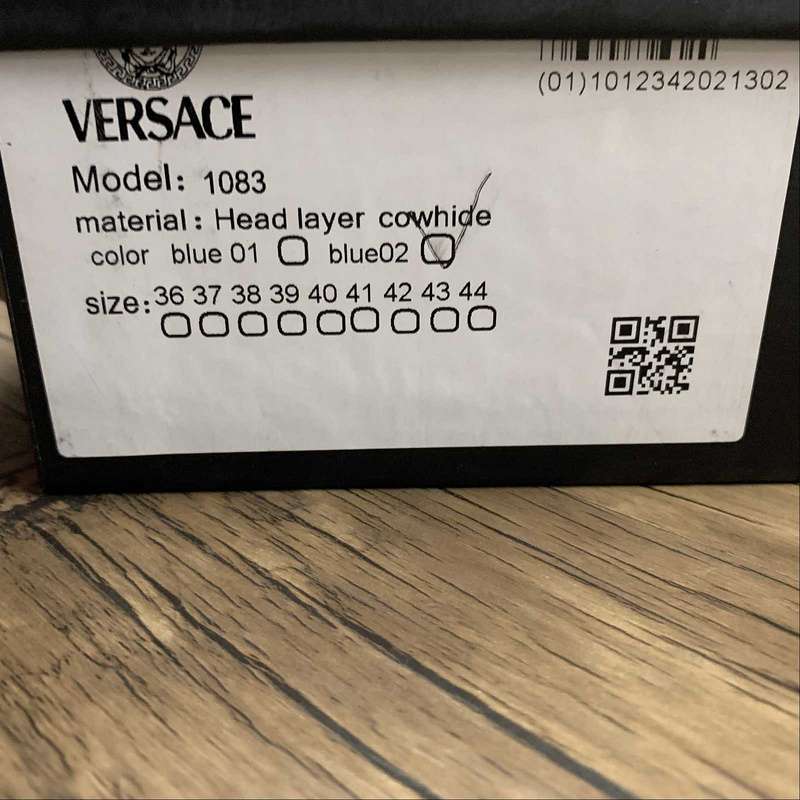 (01)1012342021302
VERSACE
Model: 1083
material: Head layer cowhide
color blue 01 blue02
size: 36 37 38 39 40 41 42 43 44